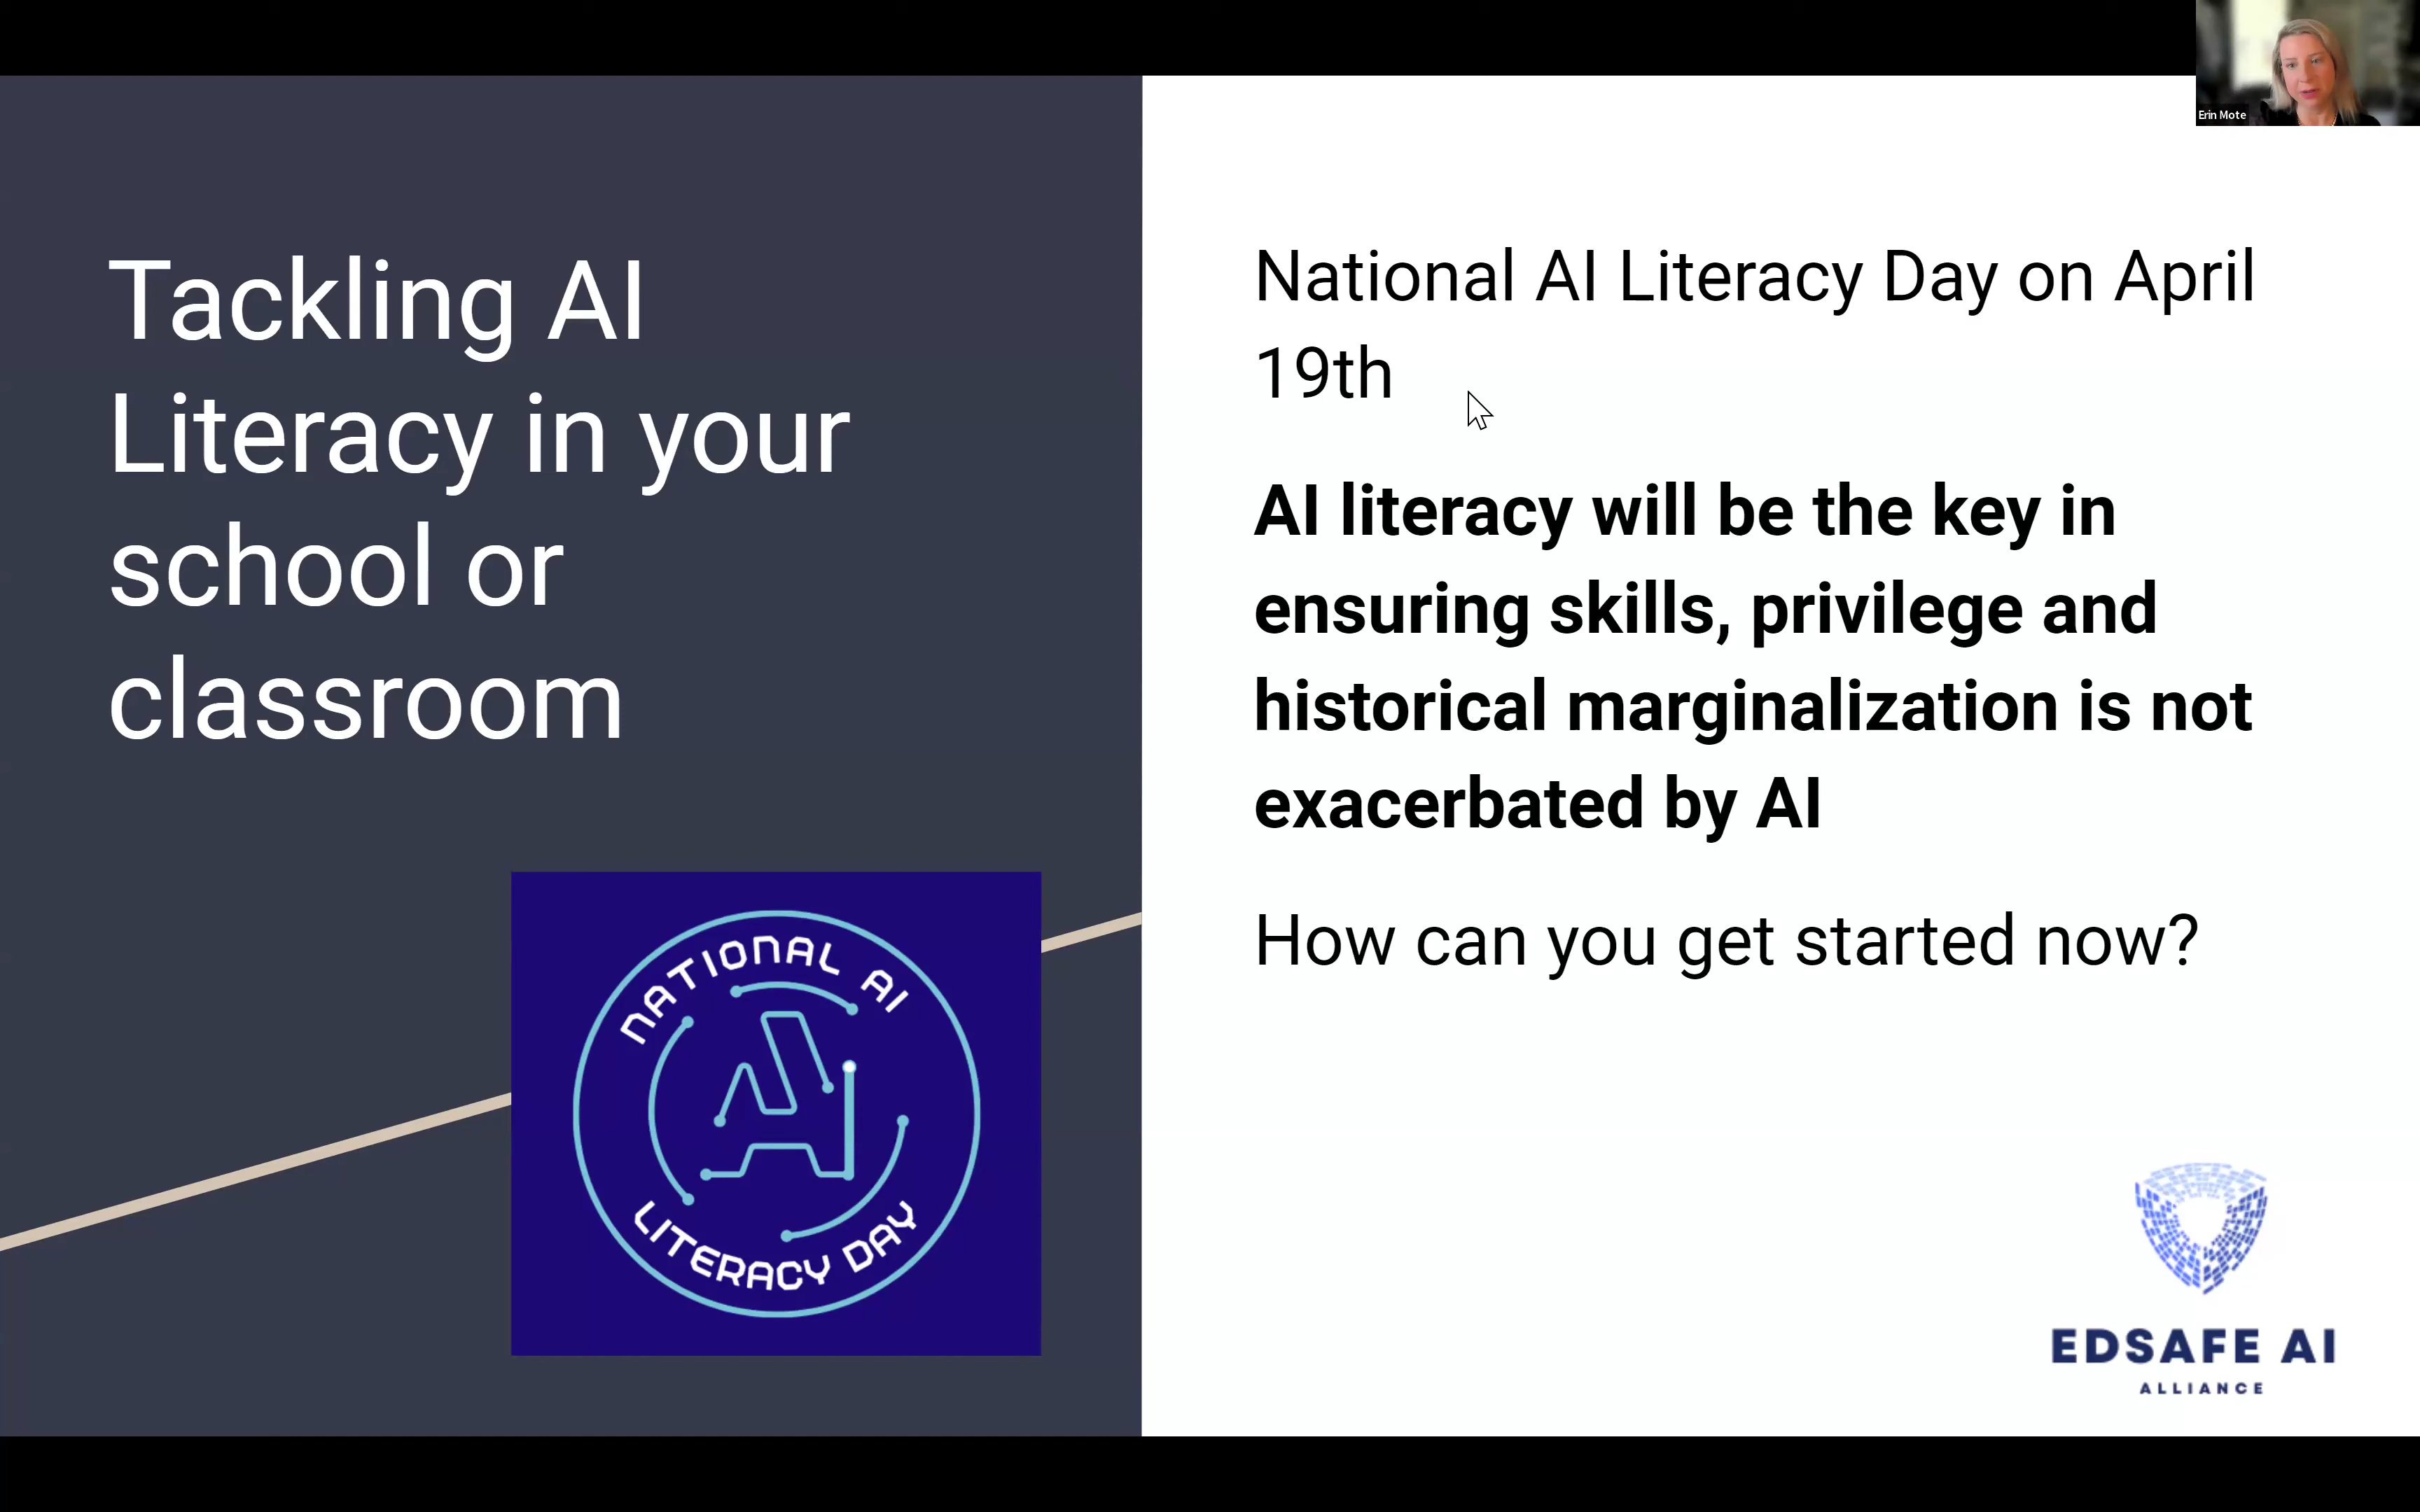 Erin Mote
Tackling AI
Literacy in your
school or
classroom
National AI Literacy Day on April
19th
AI literacy will be the key in
ensuring skills, privilege and
historical marginalization is not
exacerbated by AI
How can you get started now?
NATIONAL AI
AI
LITERACY DAY
EDSAFE AI
ALLIANCE